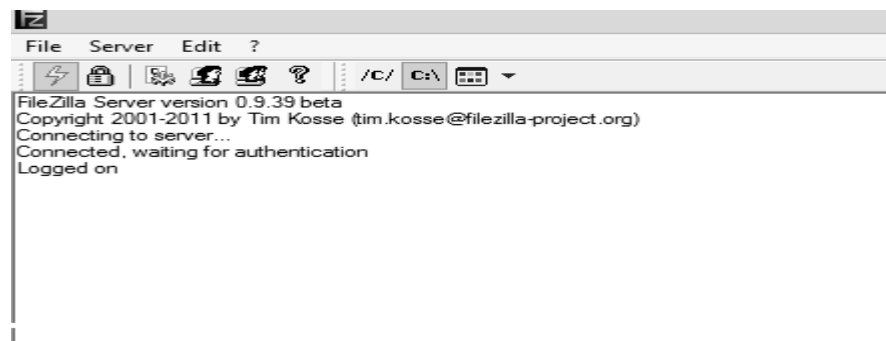 FZ
File Server Edit ?
/C/ C:\
FileZilla Server version 0.9.39 beta
Copyright 2001-2011 by Tim Kosse (tim.kosse@filezilla-project.org)
Connecting to server...
Connected, waiting for authentication
Logged on